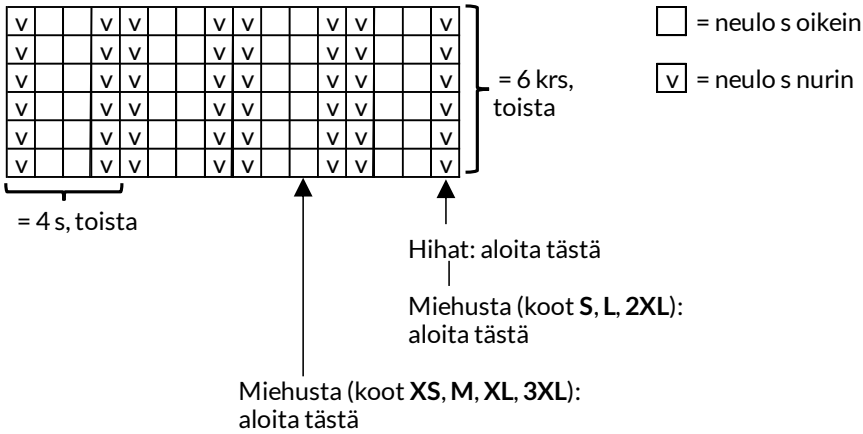 v v v v v v v v
v v v v v v v v
v v v v v v v v
v v v v v v v v
v v v v v v v v
v v v v v v v v
= neulo s oikein
v = neulo s nurin
= 6 krs,
toista
= 4 s, toista
Hihat: aloita tästä
Miehusta (koot S, L, 2XL):
aloita tästä
Miehusta (koot XS, M, XL, 3XL):
aloita tästä